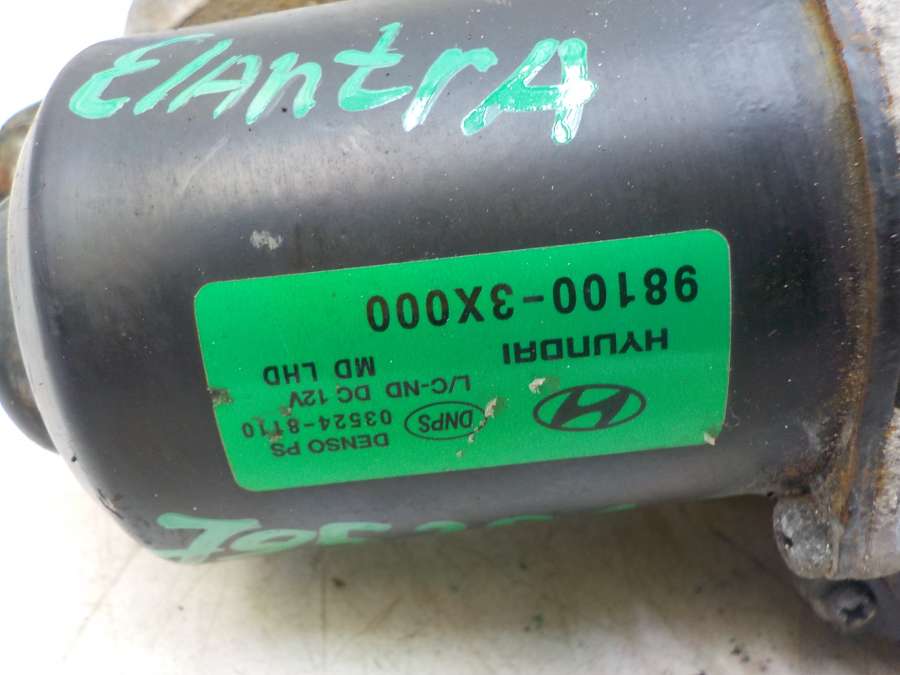 ElAntrA
98100-3X000
HYUNDAI
MD LHD
L/C-ND DC 12V
DNPS
03524-8T10
DENSO PS